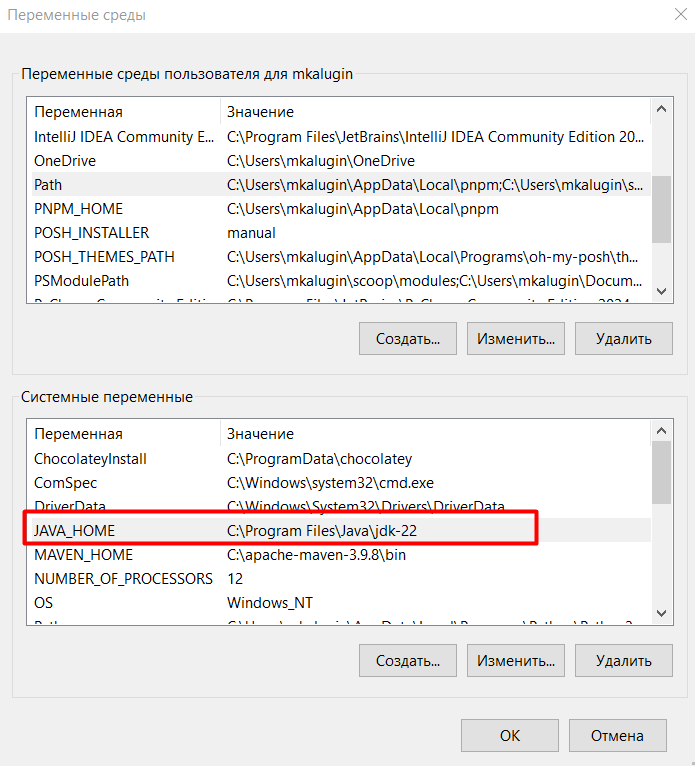 Переменные среды
Переменные среды пользователя для mkalugin
Переменная Значение
IntelliJ IDEA Community E... C:\Program Files\JetBrains\IntelliJ IDEA Community Edition 20...
OneDrive C:\Users\mkalugin\OneDrive
Path C:\Users\mkalugin\AppData\Local\pnpm;C:\Users\mkalugin\s...
PNPM_HOME C:\Users\mkalugin\AppData\Local\pnpm
POSH_INSTALLER manual
POSH_THEMES_PATH C:\Users\mkalugin\AppData\Local\Programs\oh-my-posh\th...
PSModulePath C:\Users\mkalugin\scoop\modules;C:\Users\mkalugin\Docum...
Создать... Изменить... Удалить
Системные переменные
Переменная Значение
ChocolateyInstall C:\ProgramData\chocolatey
ComSpec C:\Windows\system32\cmd.exe
DriverData C:\Windows\System32\Drivers\DriverData
JAVA_HOME C:\Program Files\Java\jdk-22
MAVEN_HOME C:\apache-maven-3.9.8\bin
NUMBER_OF_PROCESSORS 12
OS Windows_NT
Создать... Изменить... Удалить
ОК Отмена